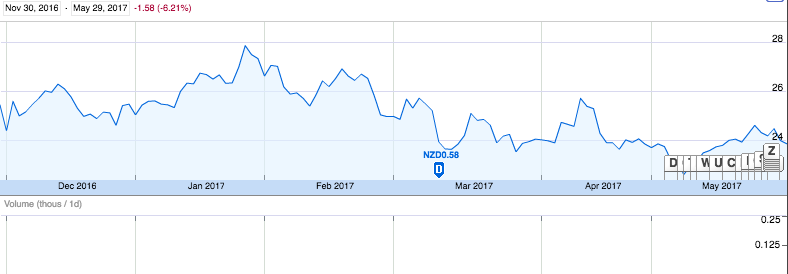 Nov 30, 2016 - May 29, 2017 -1.58 (-6.21%)
28
26
24
NZD0.58
D
D W U C S Z
Dec 2016 Jan 2017 Feb 2017 Mar 2017 Apr 2017 May 2017
Volume (thous / 1d)
0.25
0.125